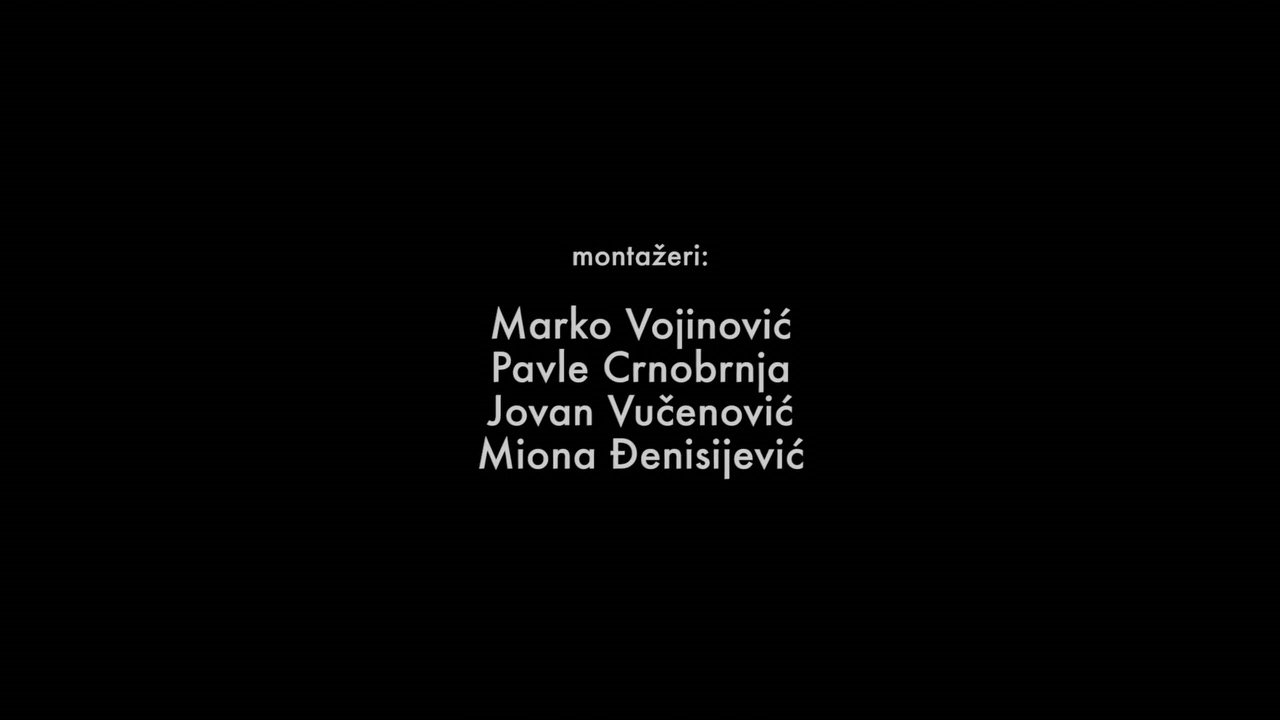 montažeri:
Marko Vojinović
Pavle Crnobrnja
Jovan Vučenović
Miona Đenisijević